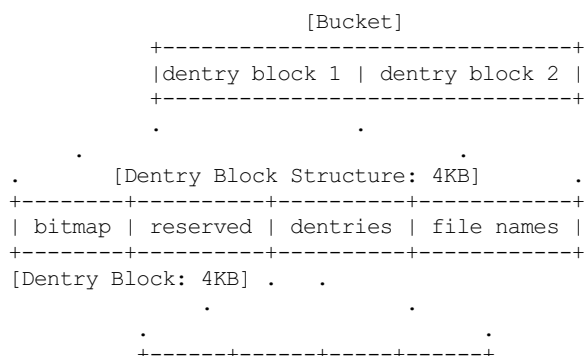 [Bucket]
+--------------------------------+
|dentry block 1 | dentry block 2 |
+--------------------------------+
. .
. .
. [Dentry Block Structure: 4KB] .
+--------+----------+----------+------------+
| bitmap | reserved | dentries | file names |
+--------+----------+----------+------------+
[Dentry Block: 4KB] . .
. .
. .
+------+------+-----+------+